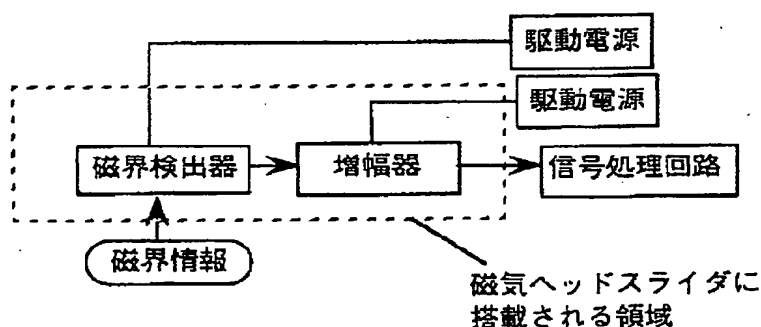 駆動電源
駆動電源
磁界検出器
増幅器
信号処理回路
磁界情報
磁気ヘッドスライダに
搭載される領域